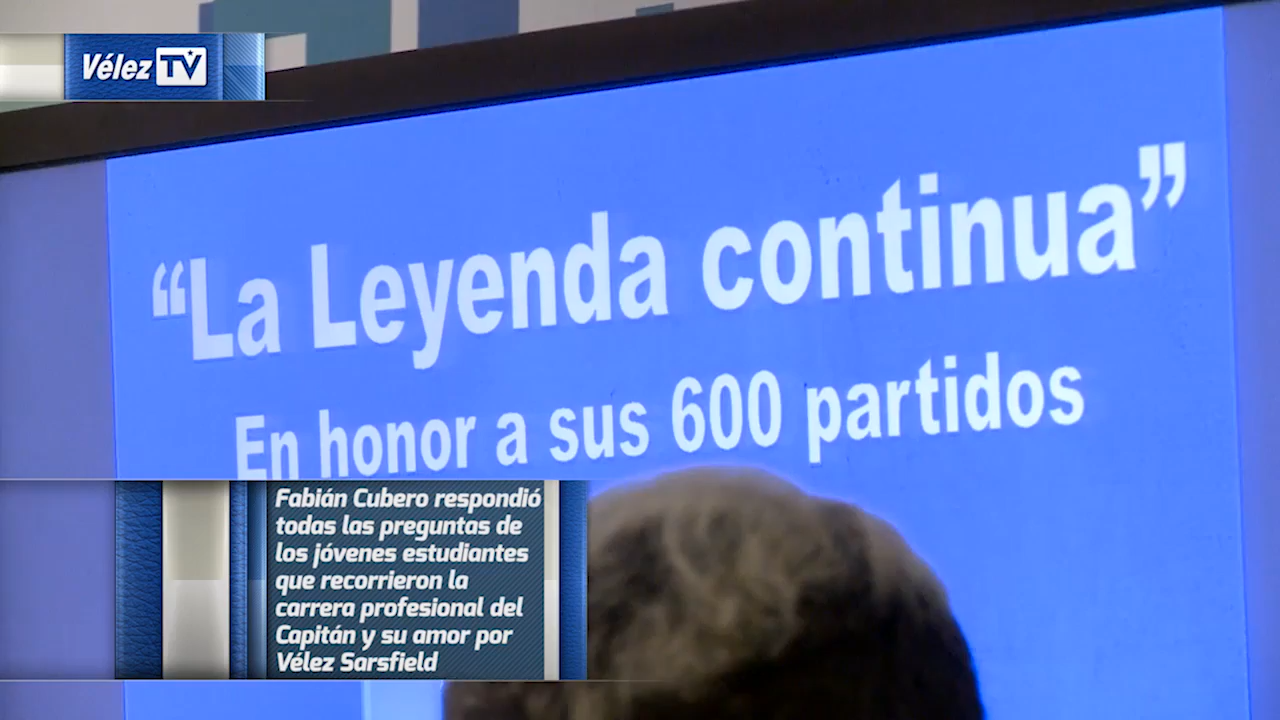 Vélez TV
“La Leyenda continua”
En honor a sus 600 partidos
Fabián Cubero respondió
todas las preguntas de
los jóvenes estudiantes
que recorrieron la
carrera profesional del
Capitán y su amor por
Vélez Sarsfield